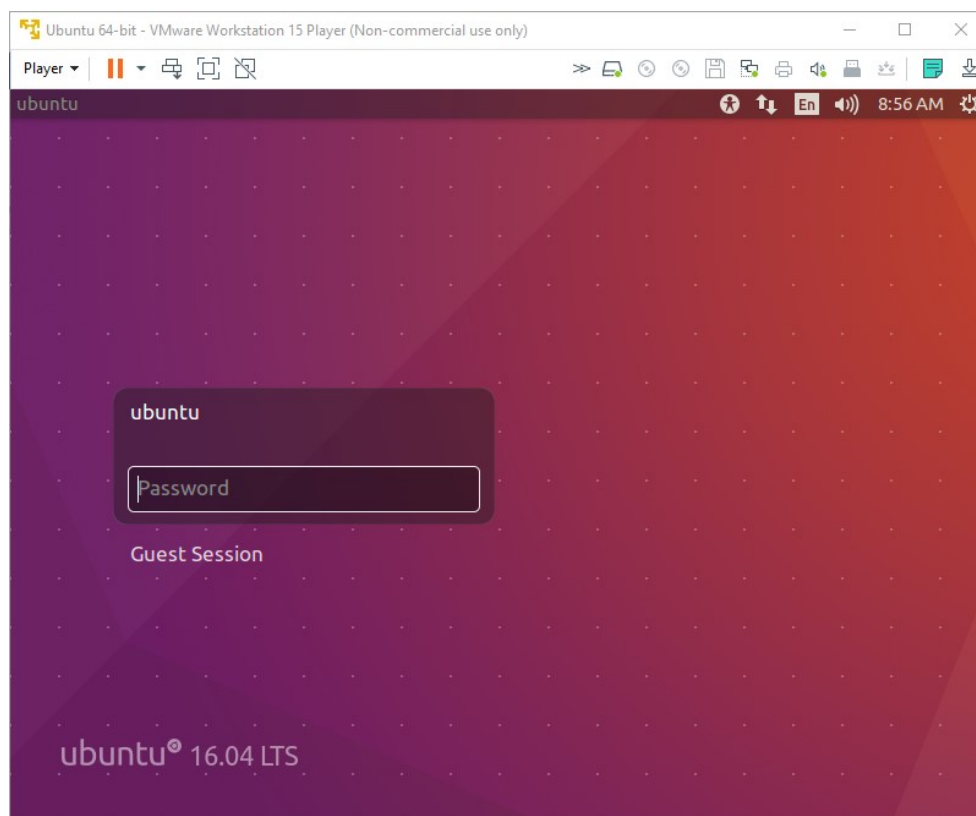 Ubuntu 64-bit - VMware Workstation 15 Player (Non-commercial use only)
Player
ubuntu En 8:56 AM
ubuntu
Password
Guest Session
ubuntu 16.04 LTS